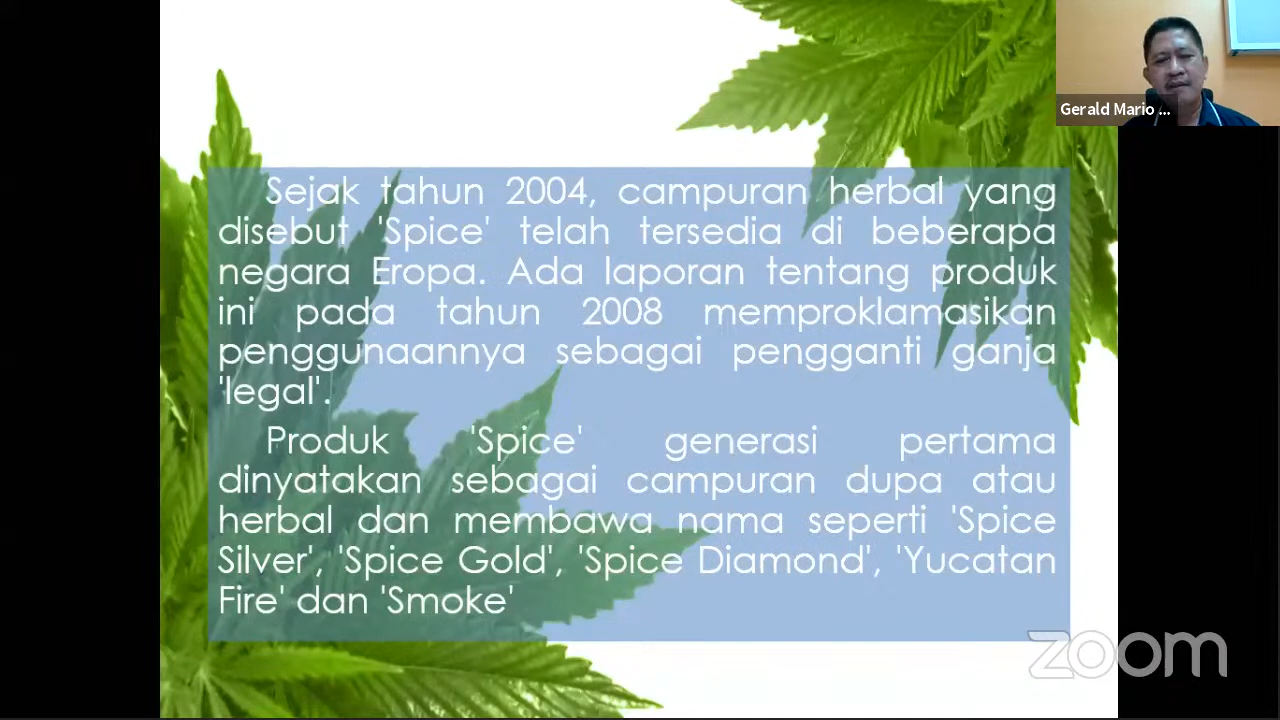 Gerald Mario ...
Sejak tahun 2004, campuran herbal yang
disebut 'Spice' telah tersedia di beberapa
negara Eropa. Ada laporan tentang produk
ini pada tahun 2008 memproklamasikan
penggunaannya sebagai pengganti ganja
'legal'.
Produk 'Spice' generasi pertama
dinyatakan sebagai campuran dupa atau
herbal dan membawa nama seperti 'Spice
Silver', 'Spice Gold', 'Spice Diamond', 'Yucatan
Fire' dan 'Smoke'
zoom